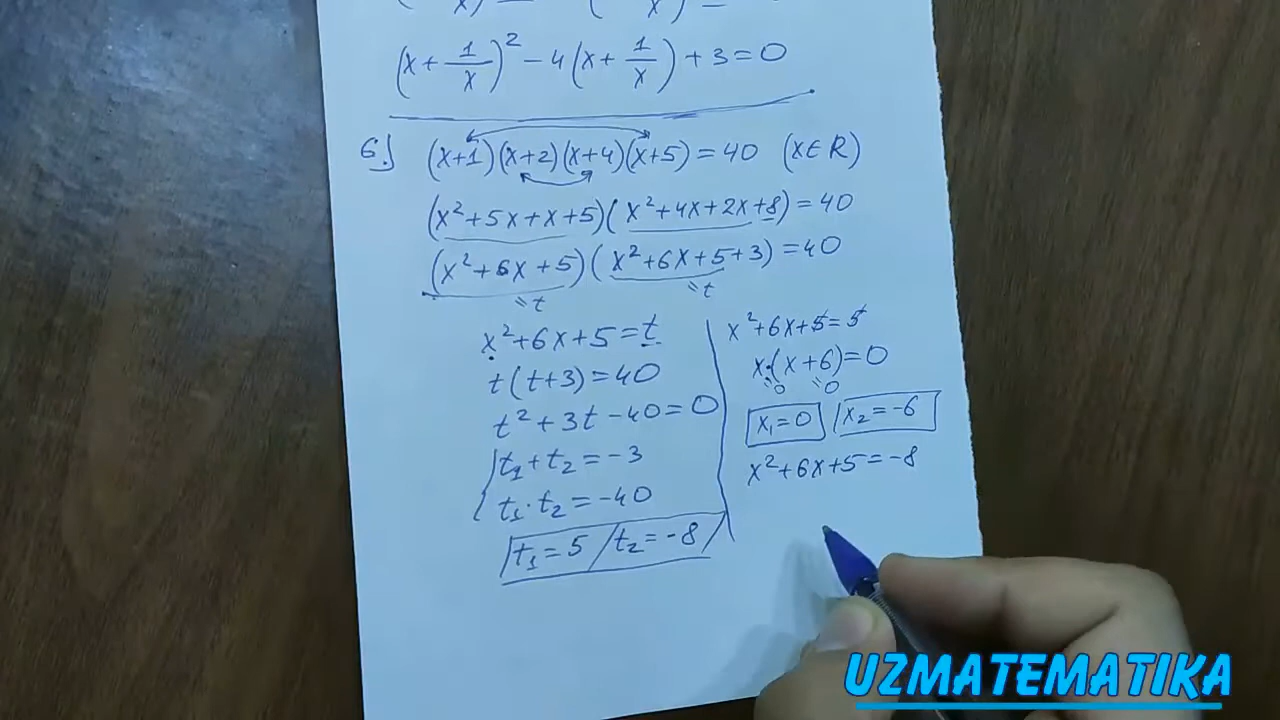 (x+1/x)² - 4(x+1/x) + 3 = 0
6.) (x+1)(x+2)(x+4)(x+5) = 40 (x∈R)
(x²+5x+x+5)(x²+4x+2x+8) = 40
(x²+6x+5)(x²+6x+5+3) = 40
=t =t
x²+6x+5=t
t(t+3)=40
t²+3t-40=0
t₁+t₂=-3
t₁·t₂=-40
t₁=5 t₂=-8
x²+6x+5=5
x·(x+6)=0
=0 =0
x₁=0 x₂=-6
x²+6x+5=-8
UZMATEMATIKA